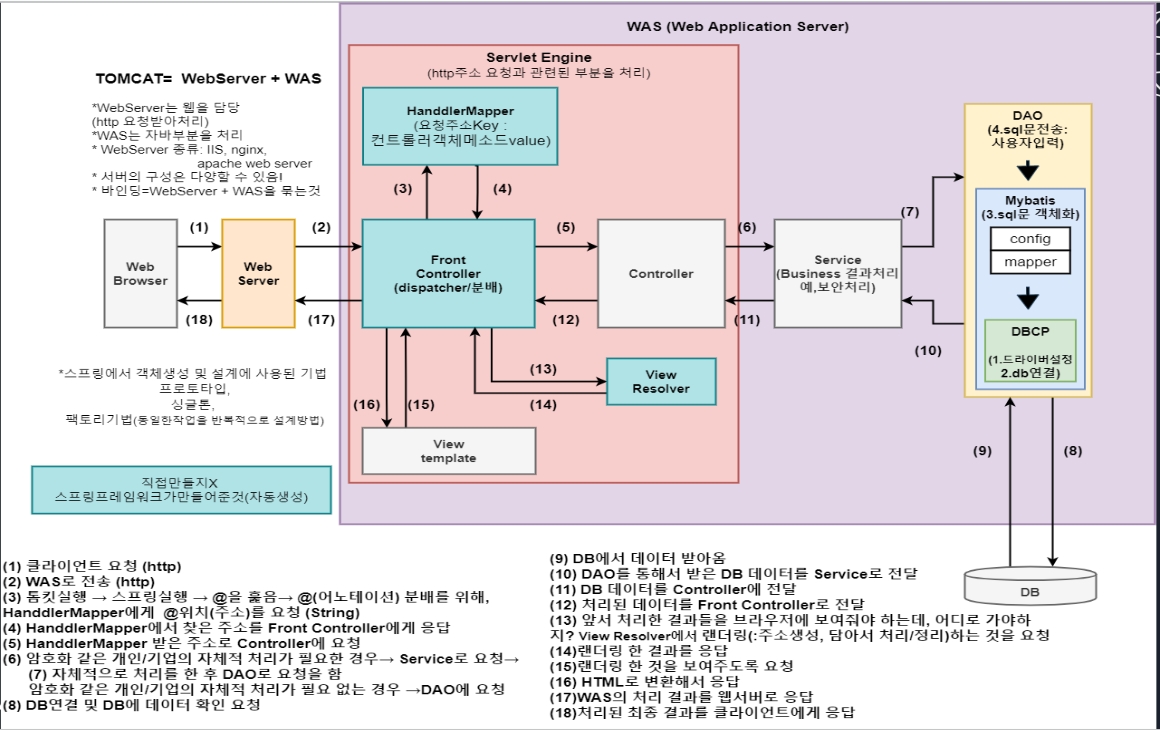 WAS (Web Application Server)
Servlet Engine
(http주소 요청과 관련된 부분을 처리)
TOMCAT= WebServer + WAS
*WebServer는 웹을 담당
(http 요청받아처리)
*WAS는 자바부분을 처리
* WebServer 종류: IIS, nginx,
apache web server
* 서버의 구성은 다양할 수 있음!
* 바인딩=WebServer + WAS을 묶는것
HanddlerMapper
(요청주소Key :
컨트롤러객체메소드value)
DAO
(4.sql문전송:
사용자입력)
Mybatis
(3.sql문 객체화)
config
mapper
DBCP
(1.드라이버설정
2.db연결)
(3)
(4)
(1)
(2)
(5)
(6)
(7)
Web
Browser
Web
Server
Front
Controller
(dispatcher/분배)
Controller
Service
(Business 결과처리
예,보안처리)
(18)
(17)
(12)
(11)
(10)
(13)
(14)
View
Resolver
(16)
(15)
View
template
(9)
(8)
DB
*스프링에서 객체생성 및 설계에 사용된 기법
프로토타입,
싱글톤,
팩토리기법(동일한작업을 반복적으로 설계방법)
직접만들지X
스프링프레임워크가만들어준것(자동생성)
(1) 클라이언트 요청 (http)
(2) WAS로 전송 (http)
(3) 톰킷실행 → 스프링실행 → @을 훑음→ @(어노테이션) 분배를 위해,
HanddlerMapper에게 @위치(주소)를 요청 (String)
(4) HanddlerMapper에서 찾은 주소를 Front Controller에게 응답
(5) HanddlerMapper 받은 주소로 Controller에 요청
(6) 암호화 같은 개인/기업의 자체적 처리가 필요한 경우→ Service로 요청→
(7) 자체적으로 처리를 한 후 DAO로 요청을 함
암호화 같은 개인/기업의 자체적 처리가 필요 없는 경우 →DAO에 요청
(8) DB연결 및 DB에 데이터 확인 요청
(9) DB에서 데이터 받아옴
(10) DAO를 통해서 받은 DB 데이터를 Service로 전달
(11) DB 데이터를 Controller에 전달
(12) 처리된 데이터를 Front Controller로 전달
(13) 앞서 처리한 결과들을 브라우저에 보여줘야 하는데, 어디로 가야하
지? View Resolver에서 랜더링(:주소생성, 담아서 처리/정리)하는 것을 요청
(14)랜더링 한 결과를 응답
(15)랜더링 한 것을 보여주도록 요청
(16) HTML로 변환해서 응답
(17)WAS의 처리 결과를 웹서버로 응답
(18)처리된 최종 결과를 클라이언트에게 응답